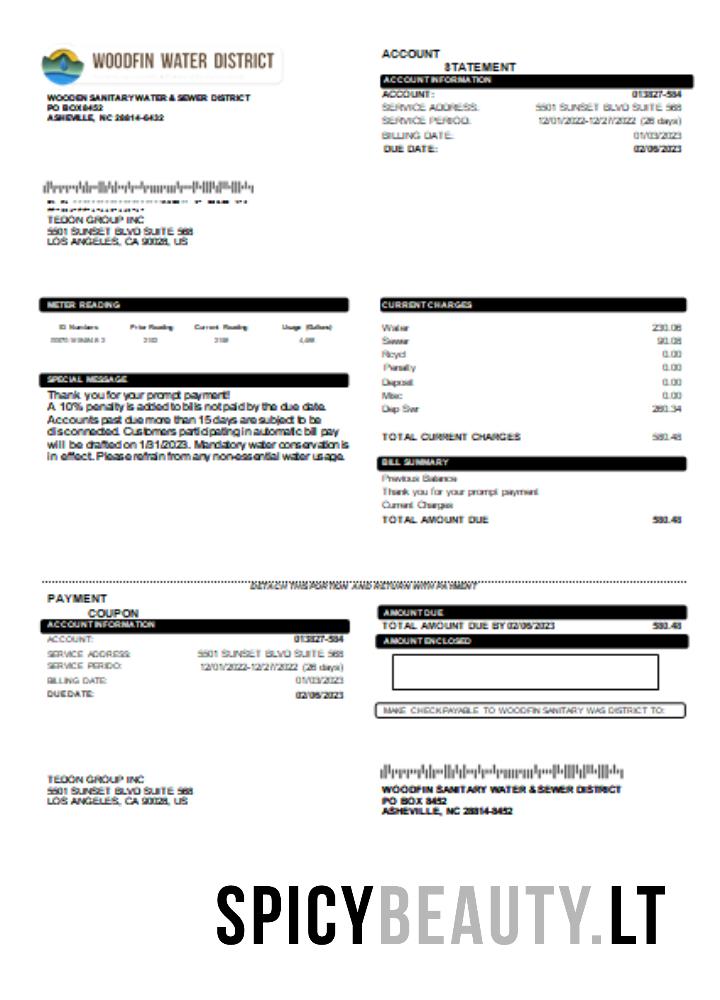 WOODFIN WATER DISTRICT
WOODEN SANITARY WATER & SEWER DISTRICT
PO BOX 8452
ASHEVILLE, NC 28814-6432
ACCOUNT
STATEMENT
ACCOUNT INFORMATION
ACCOUNT: 013827-584
SERVICE ADDRESS: 5501 SUNSET BLVD SUITE 568
SERVICE PERIOD: 12/01/2022-12/27/2022 (26 days)
BILLING DATE: 01/03/2023
DUE DATE: 02/06/2023
TEDON GROUP INC
5501 SUNSET BLVD SUITE 568
LOS ANGELES, CA 90028, US
METER READING
ID Numbers Prior Reading Current Reading Usage (Gallons)
SPECIAL MESSAGE
Thank you for your prompt payment!
A 10% penalty is added to bills not paid by the due date.
Accounts past due more than 15 days are subject to be
disconnected. Customers participating in automatic bill pay
will be drafted on 1/31/2023. Mandatory water conservation is
in effect. Please refrain from any non-essential water usage.
CURRENT CHARGES
Water 230.06
Sewer 90.08
Rcycl 0.00
Penalty 0.00
Deposit 0.00
Misc 0.00
Dep Swr 260.34
TOTAL CURRENT CHARGES 580.48
BILL SUMMARY
Previous Balance
Thank you for your prompt payment
Current Charges
TOTAL AMOUNT DUE 580.48
DETACH THIS PORTION AND RETURN WITH PAYMENT
PAYMENT
COUPON
ACCOUNT INFORMATION
ACCOUNT: 013827-584
SERVICE ADDRESS: 5501 SUNSET BLVD SUITE 568
SERVICE PERIDO: 12/01/2022-12/27/2022 (26 days)
BILLING DATE: 01/03/2023
DUE DATE: 02/06/2023
AMOUNT DUE
TOTAL AMOUNT DUE BY 02/06/2023 580.48
AMOUNT ENCLOSED
MAKE CHECK PAYABLE TO WOODFIN SANITARY WAS DISTRICT TO:
TEDON GROUP INC
5501 SUNSET BLVD SUITE 568
LOS ANGELES, CA 90028, US
WOODFIN SANITARY WATER & SEWER DISTRICT
PO BOX 8452
ASHEVILLE, NC 28814-8452
SPICYBEAUTY.LT